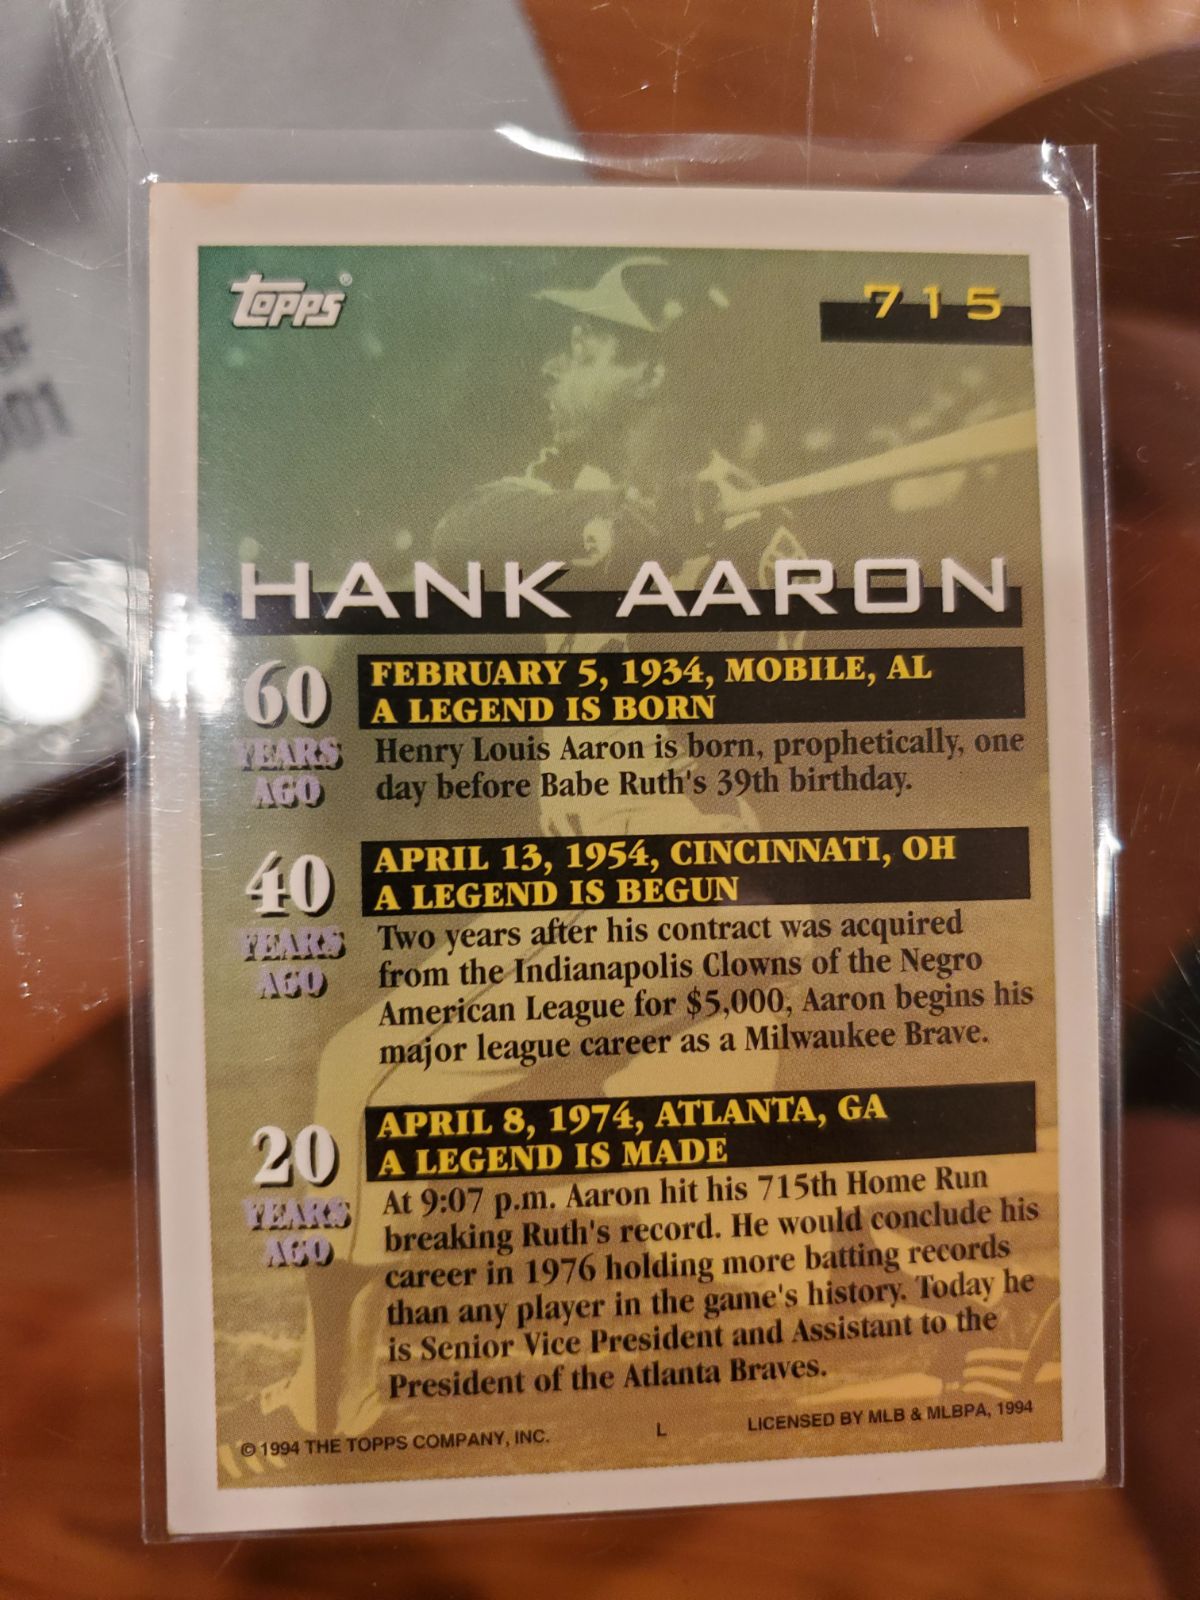 Topps®
715
HANK AARON
60
YEARS
AGO
FEBRUARY 5, 1934, MOBILE, AL
A LEGEND IS BORN
Henry Louis Aaron is born, prophetically, one
day before Babe Ruth's 39th birthday.
40
YEARS
AGO
APRIL 13, 1954, CINCINNATI, OH
A LEGEND IS BEGUN
Two years after his contract was acquired
from the Indianapolis Clowns of the Negro
American League for $5,000, Aaron begins his
major league career as a Milwaukee Brave.
20
YEARS
AGO
APRIL 8, 1974, ATLANTA, GA
A LEGEND IS MADE
At 9:07 p.m. Aaron hit his 715th Home Run
breaking Ruth's record. He would conclude his
career in 1976 holding more batting records
than any player in the game's history. Today he
is Senior Vice President and Assistant to the
President of the Atlanta Braves.
© 1994 THE TOPPS COMPANY, INC.
L
LICENSED BY MLB & MLBPA, 1994